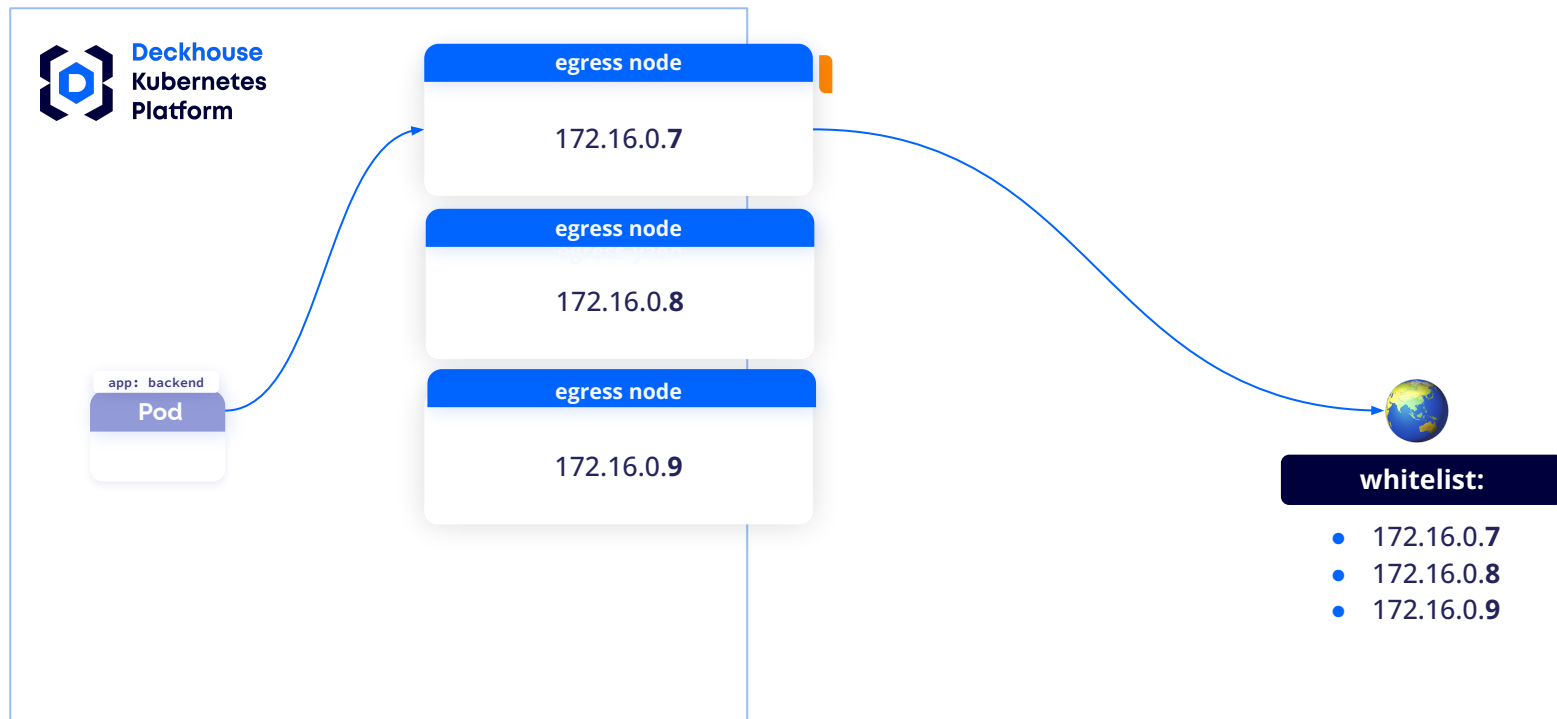 Deckhouse
Kubernetes
Platform
egress node
172.16.0.7
egress node
172.16.0.8
egress node
172.16.0.9
app: backend
Pod
whitelist:
172.16.0.7
172.16.0.8
172.16.0.9